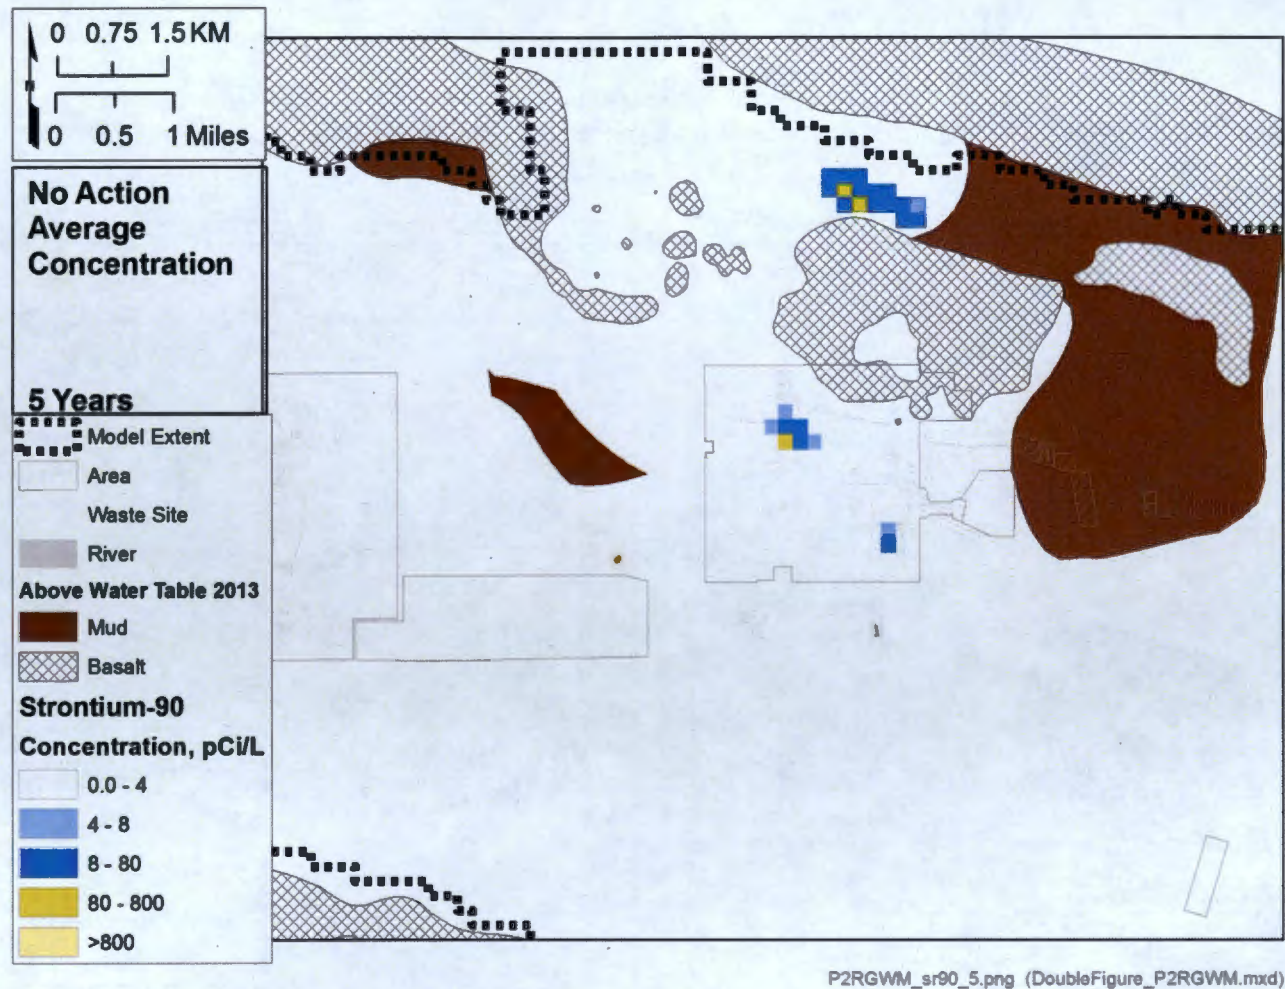 0 0.75 1.5 KM
0 0.5 1 Miles
N
No Action
Average
Concentration
5 Years
Model Extent
Area
Waste Site
River
Above Water Table 2013
Mud
Basalt
Strontium-90
Concentration, pCi/L
0.0 - 4
4 - 8
8 - 80
80 - 800
>800
P2RGWM_sr90_5.png (DoubleFigure_P2RGWM.mxd)